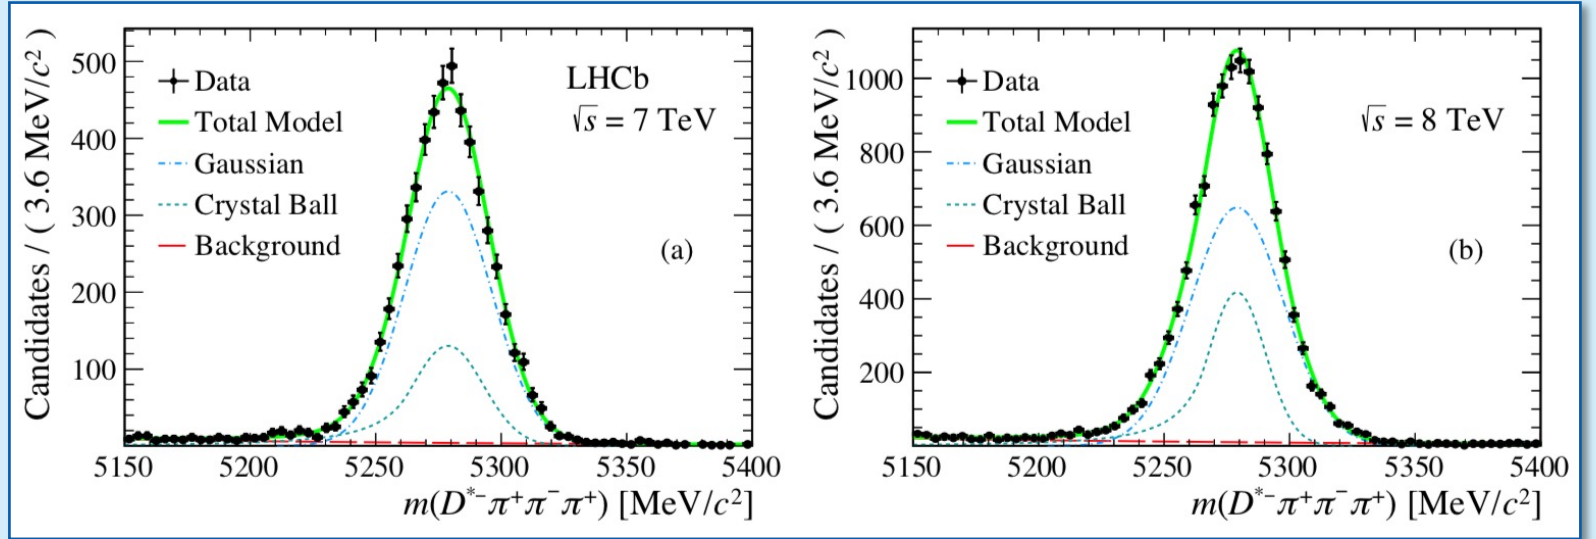 Candidates / ( 3.6 MeV/c² )
500
400
300
200
100
Data
Total Model
Gaussian
Crystal Ball
Background
LHCb
√s = 7 TeV
(a)
5150 5200 5250 5300 5350 5400
m(D*⁻π⁺π⁻π⁺) [MeV/c²]
Candidates / ( 3.6 MeV/c² )
1000
800
600
400
200
Data
Total Model
Gaussian
Crystal Ball
Background
√s = 8 TeV
(b)
5150 5200 5250 5300 5350 5400
m(D*⁻π⁺π⁻π⁺) [MeV/c²]